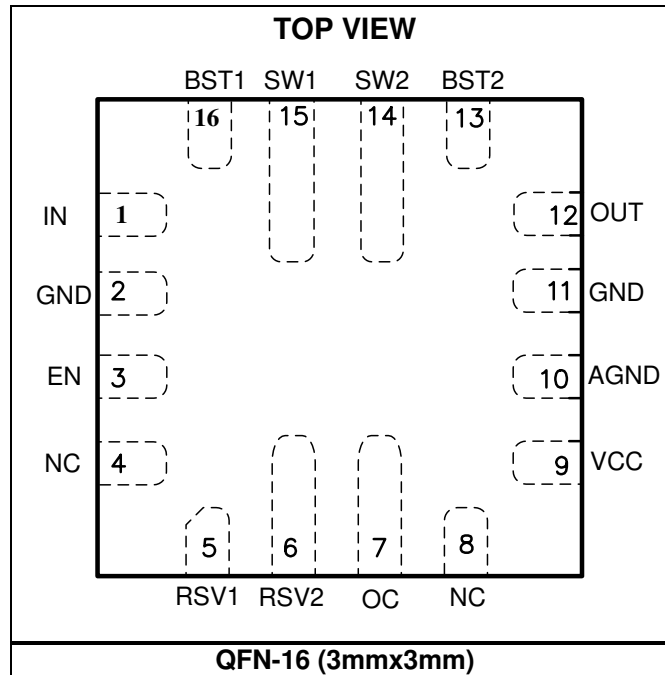 TOP VIEW
BST1 SW1 SW2 BST2
16 15 14 13
IN 1 12 OUT
GND 2 11 GND
EN 3 10 AGND
NC 4 9 VCC
5 6 7 8
RSV1 RSV2 OC NC
QFN-16 (3mmx3mm)